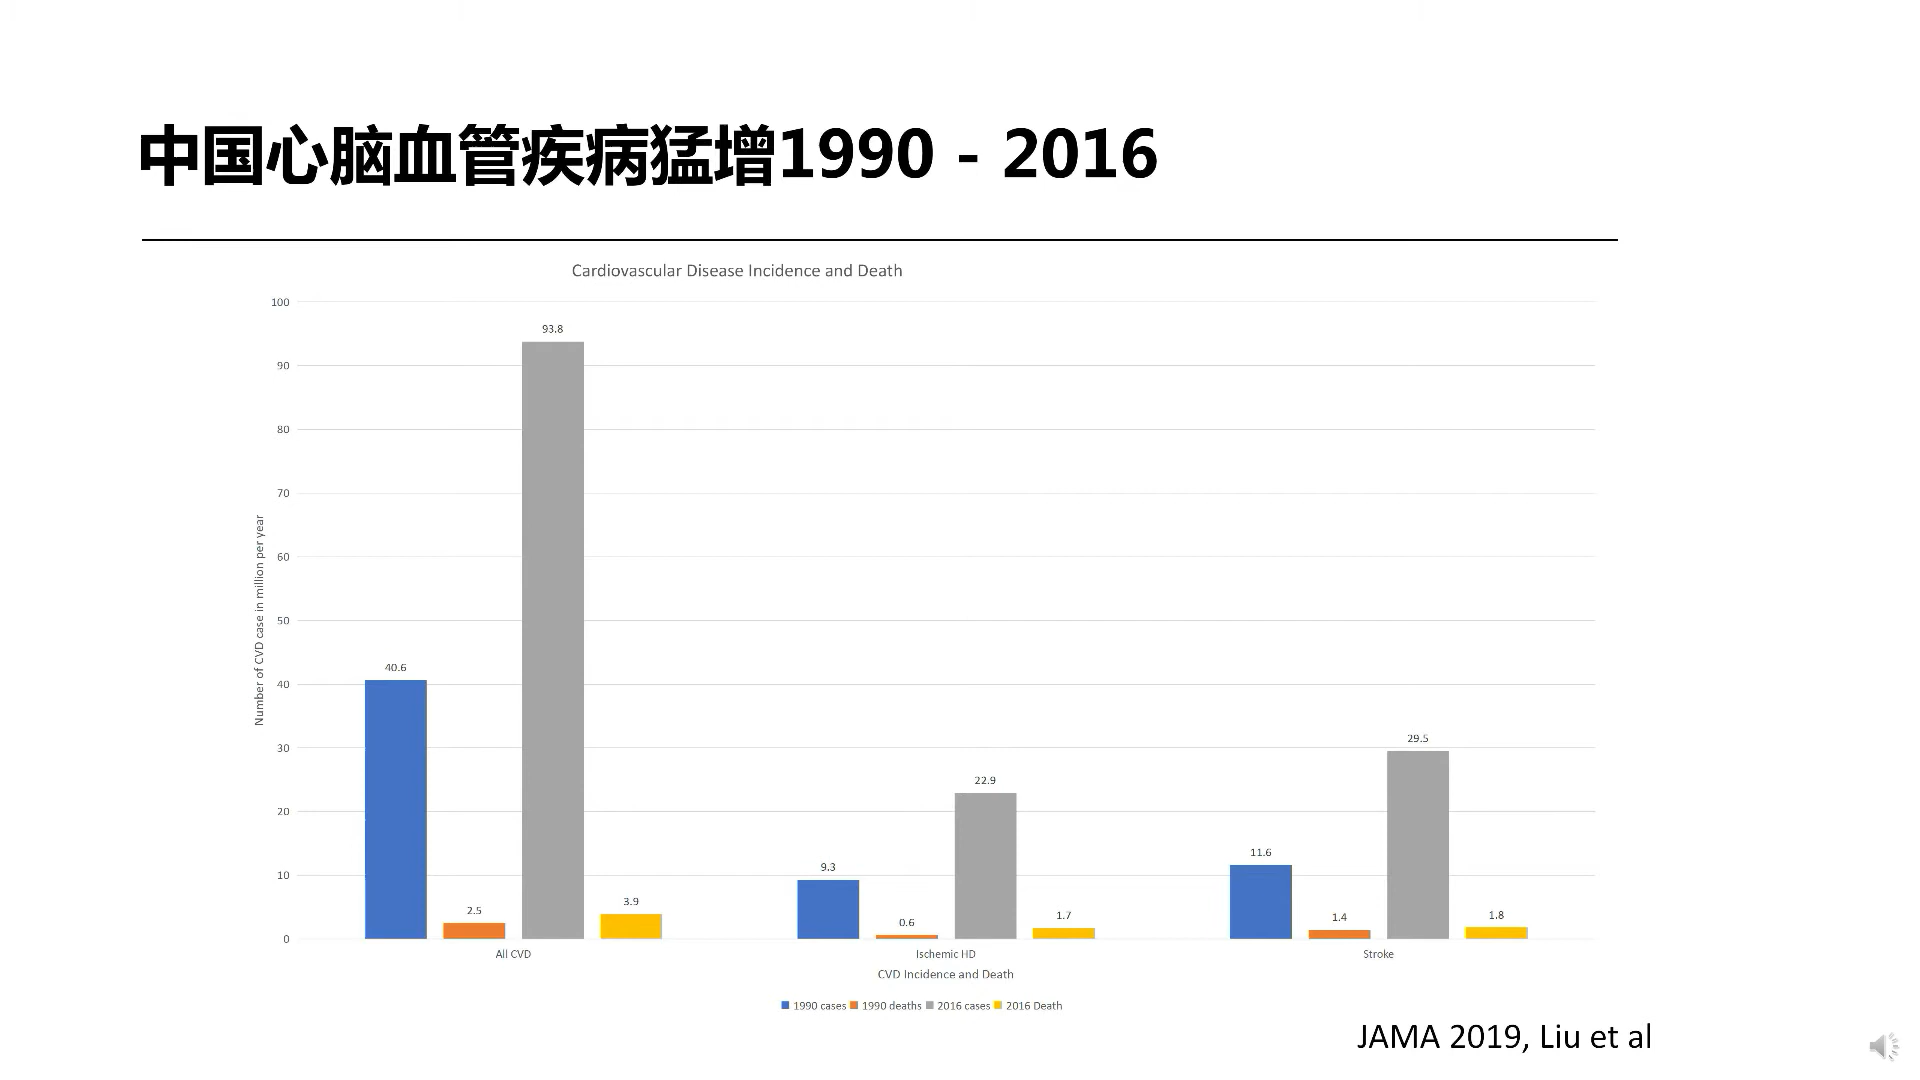 中国心脑血管疾病猛增1990 - 2016
Cardiovascular Disease Incidence and Death
100
93.8
90
80
70
60
50
40.6
40
30
29.5
22.9
20
11.6
10
9.3
3.9
2.5
1.8
1.7
1.4
0.6
0
Number of CVD case in million per year
All CVD
Ischemic HD
Stroke
CVD Incidence and Death
1990 cases 1990 deaths 2016 cases 2016 Death
JAMA 2019, Liu et al